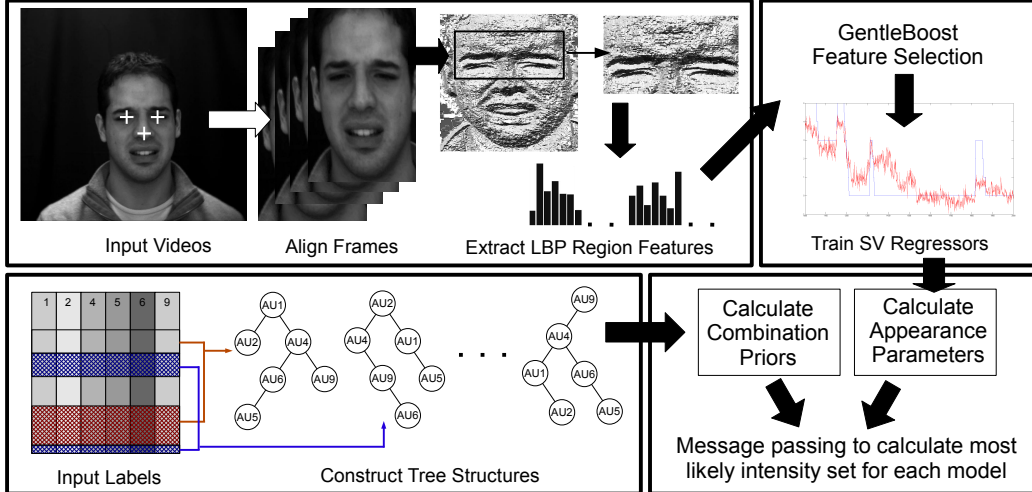 Input Videos
Align Frames
Extract LBP Region Features
GentleBoost
Feature Selection
Train SV Regressors
1 2 4 5 6 9
Input Labels
AU1
AU2
AU4
AU6
AU9
AU5
AU2
AU4
AU1
AU9
AU5
AU6
. . .
AU9
AU4
AU1
AU6
AU2
AU5
Construct Tree Structures
Calculate
Combination
Priors
Calculate
Appearance
Parameters
Message passing to calculate most
likely intensity set for each model